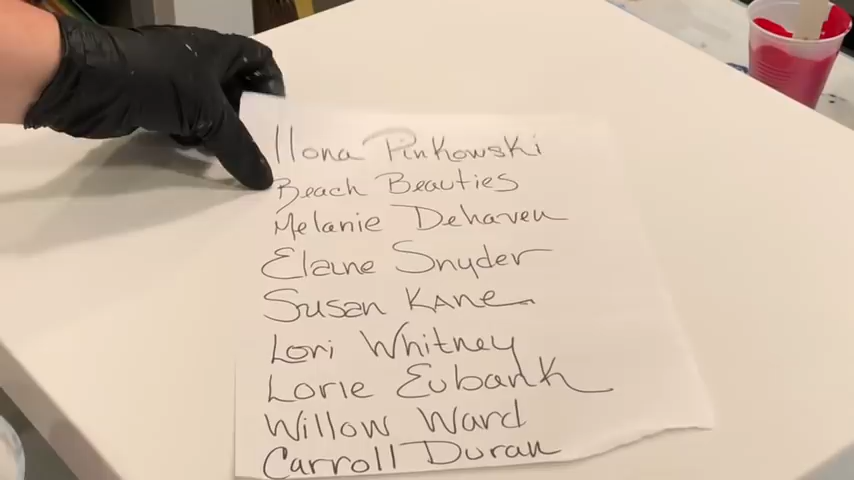 Ilona Pinkowski
Beach Beauties
Melanie Dehaven
Elaine Snyder
Susan Kane
Lori Whitney
Lorie Eubank
Willow Ward
Carroll Duran